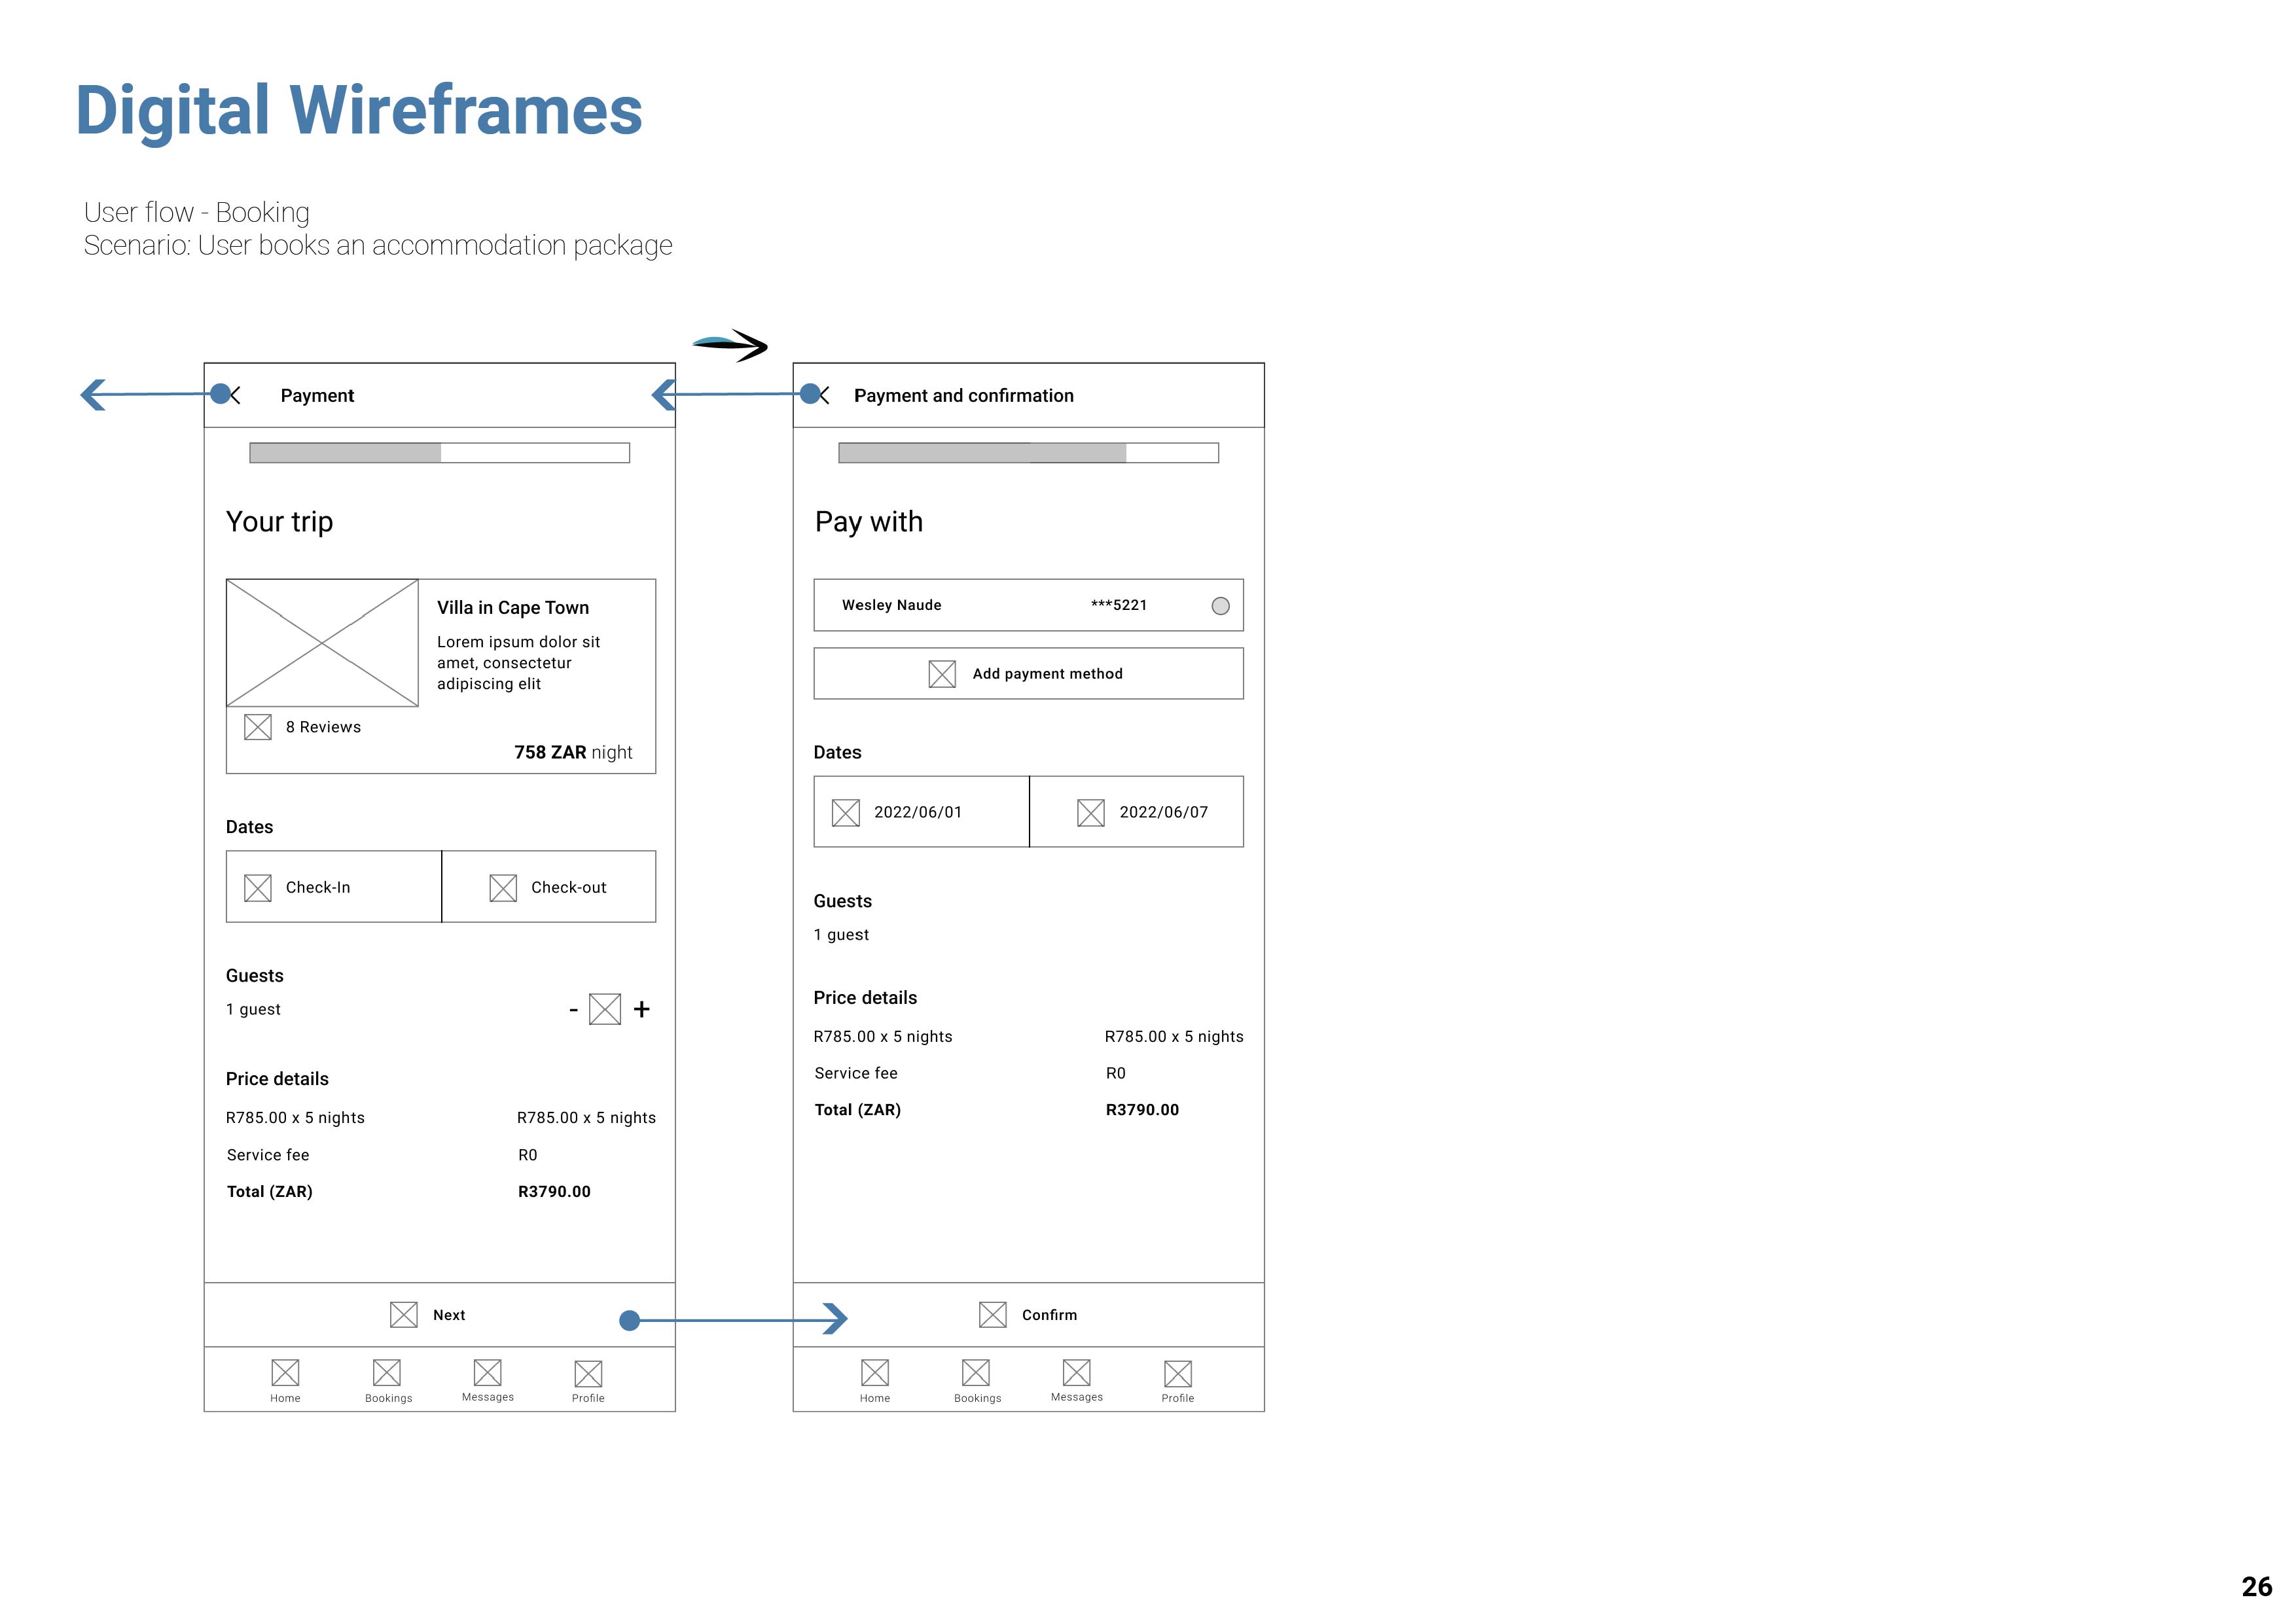 Digital Wireframes
User flow - Booking
Scenario: User books an accommodation package
Payment
Your trip
Villa in Cape Town
Lorem ipsum dolor sit
amet, consectetur
adipiscing elit
8 Reviews
758 ZAR night
Dates
Check-In
Check-out
Guests
1 guest
- +
Price details
R785.00 x 5 nights
R785.00 x 5 nights
Service fee
R0
Total (ZAR)
R3790.00
Next
Home
Bookings
Messages
Profile
Payment and confirmation
Pay with
Wesley Naude
***5221
Add payment method
Dates
2022/06/01
2022/06/07
Guests
1 guest
Price details
R785.00 x 5 nights
R785.00 x 5 nights
Service fee
R0
Total (ZAR)
R3790.00
Confirm
Home
Bookings
Messages
Profile
26